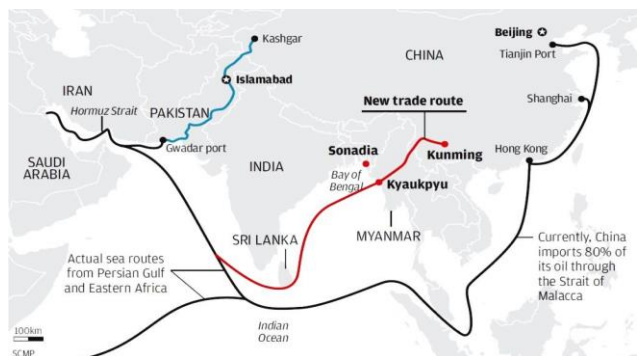 Beijing
Tianjin Port
Kashgar
CHINA
IRAN
Islamabad
Hormuz Strait
PAKISTAN
New trade route
Shanghai
Gwadar port
Sonadia
Kunming
Hong Kong
SAUDI
ARABIA
INDIA
Bay of
Bengal
Kyaukpyu
SRI LANKA
MYANMAR
Actual sea routes
from Persian Gulf
and Eastern Africa
Currently, China
imports 80% of
its oil through
the Strait of
Malacca
Indian
Ocean
100km
SCMP